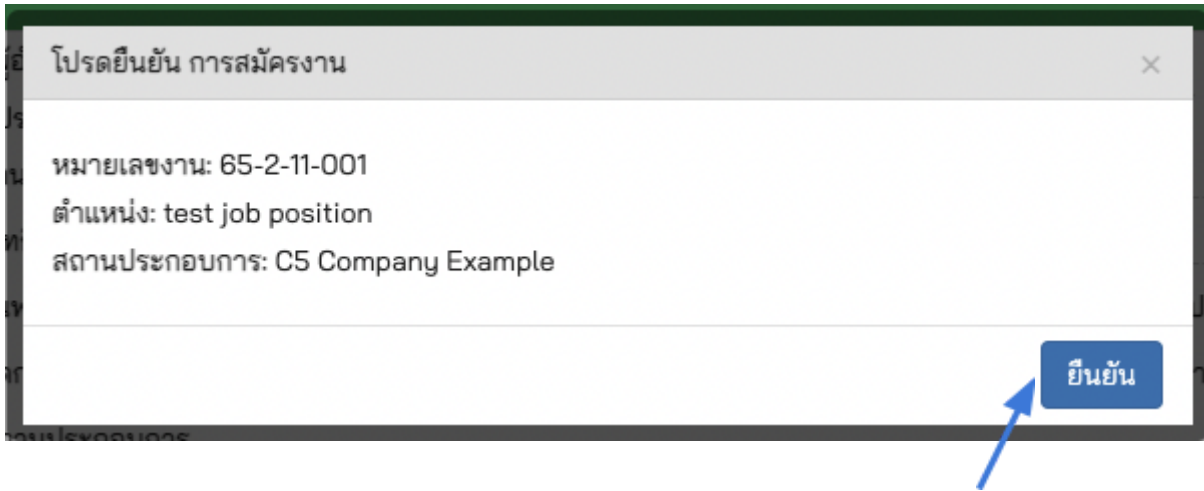 โปรดยืนยัน การสมัครงาน
×
หมายเลขงาน: 65-2-11-001
ตำแหน่ง: test job position
สถานประกอบการ: C5 Company Example
ยืนยัน